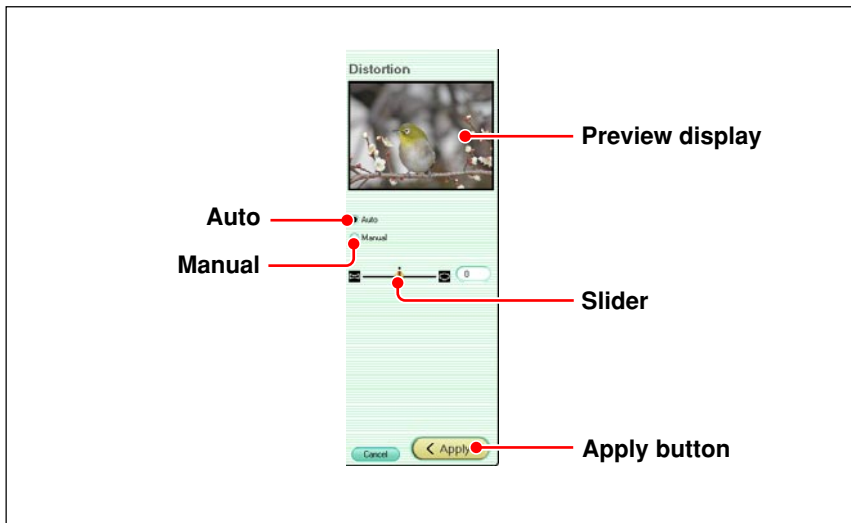 Distortion
Preview display
Auto
Auto
Manual
Manual
0
Slider
Cancel
Apply
Apply button